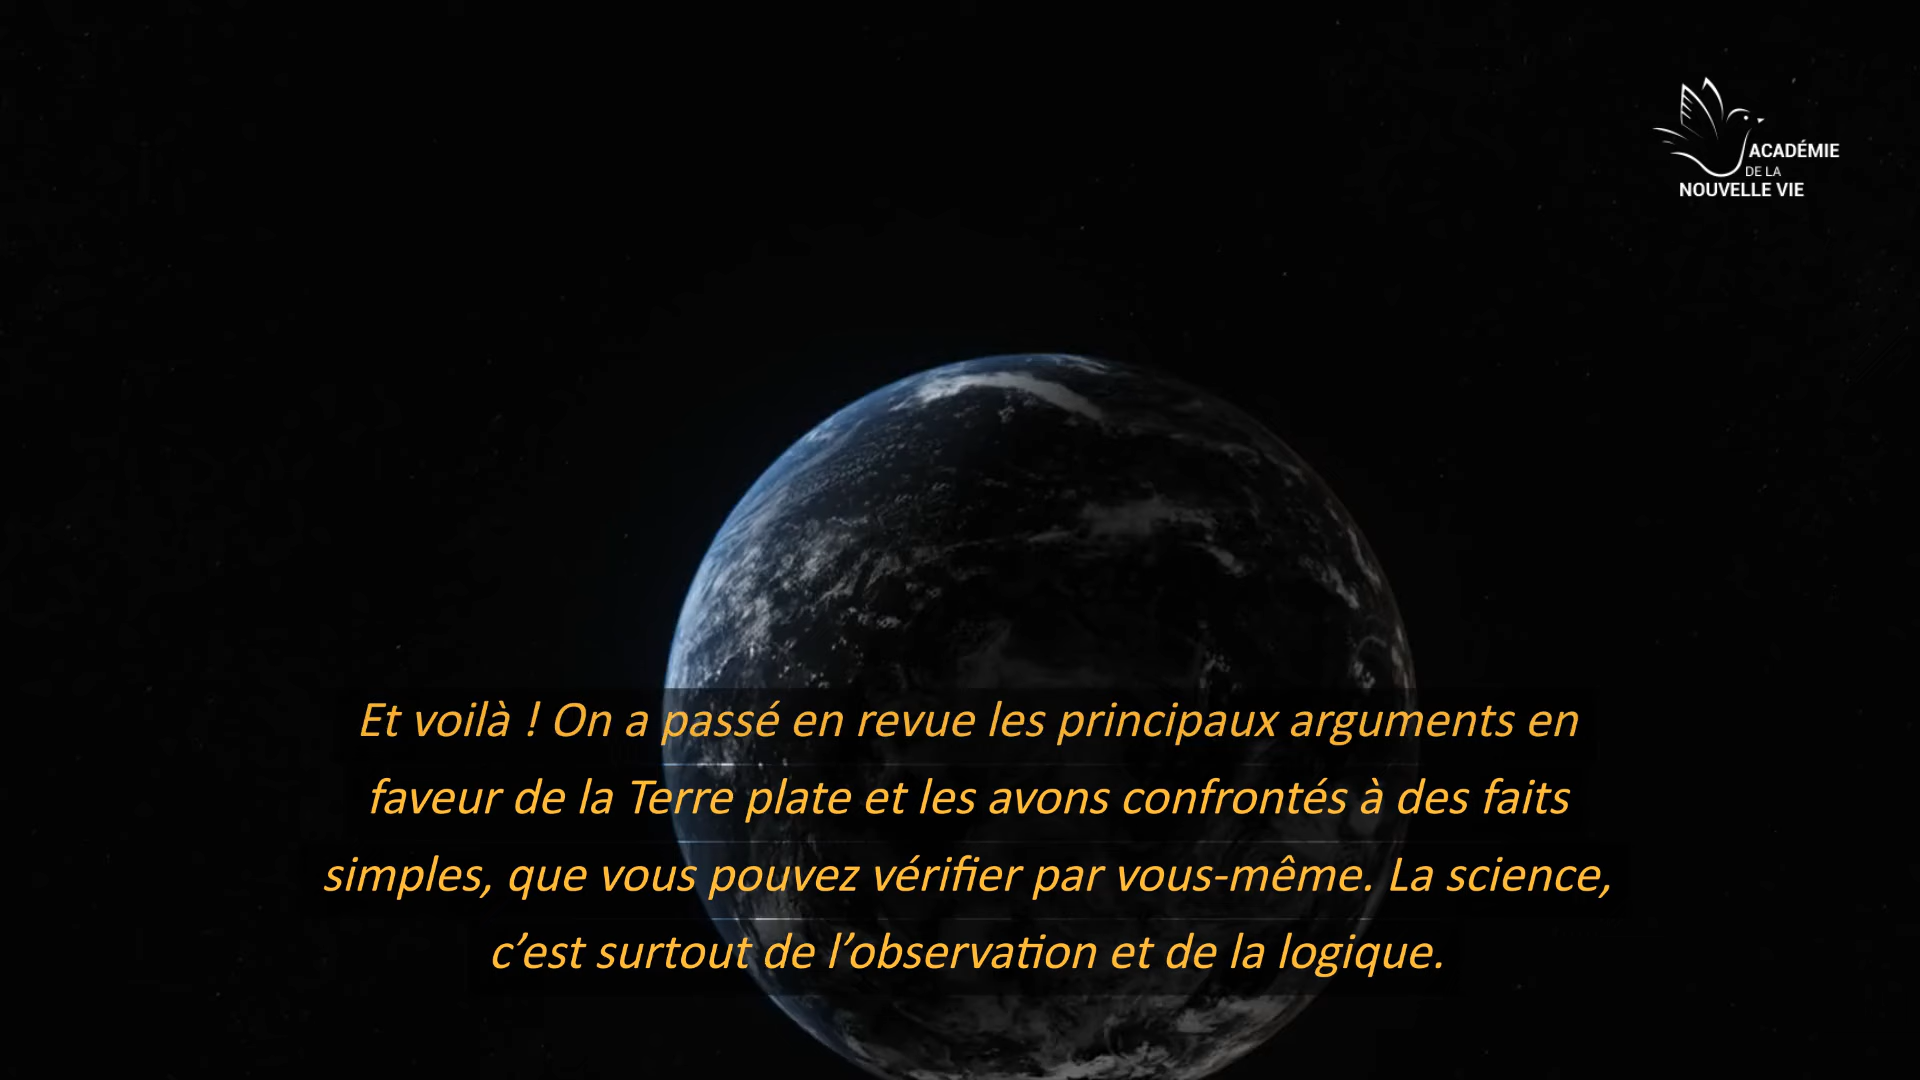 ACADÉMIE
DE LA
NOUVELLE VIE
Et voilà ! On a passé en revue les principaux arguments en
faveur de la Terre plate et les avons confrontés à des faits
simples, que vous pouvez vérifier par vous-même. La science,
c’est surtout de l’observation et de la logique.